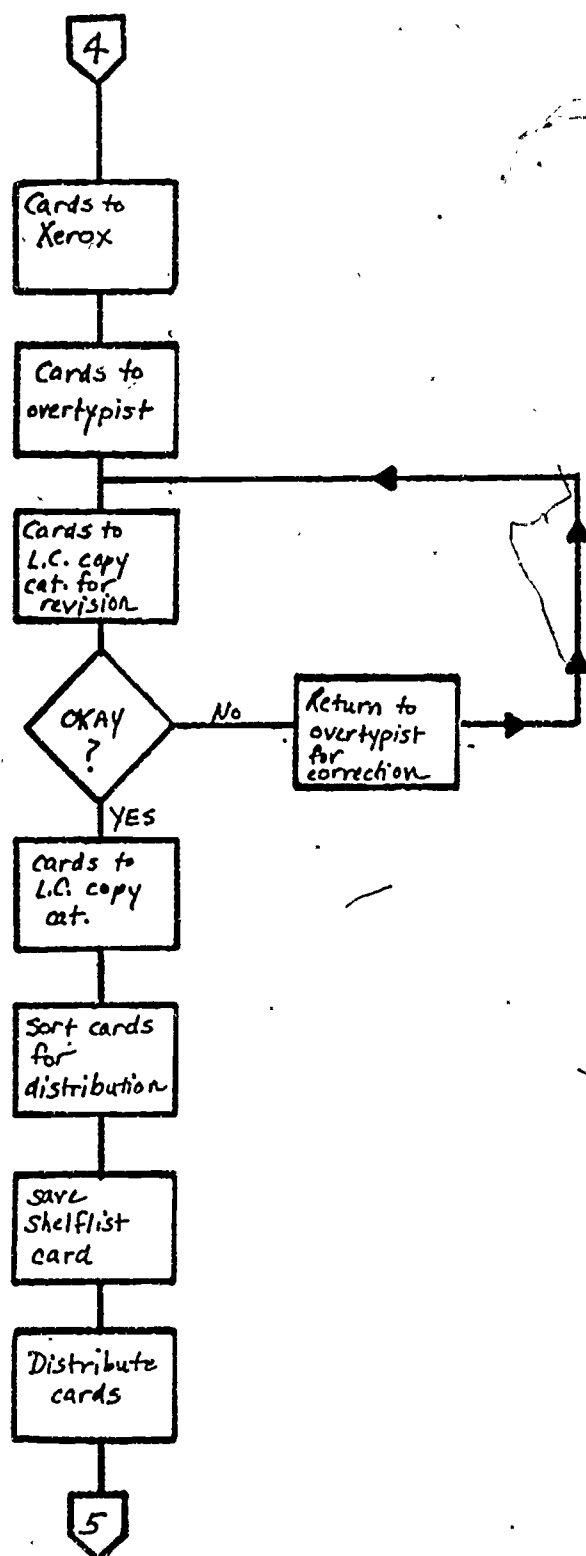 4
Cards to
Xerox
Cards to
overtypist
Cards to
L.C. copy
cat. for
revision
OKAY
?
No
Return to
overtypist
for
correction
YES
cards to
L.C. copy
cat.
Sort cards
for
distribution
save
shelflist
card
Distribute
cards
5